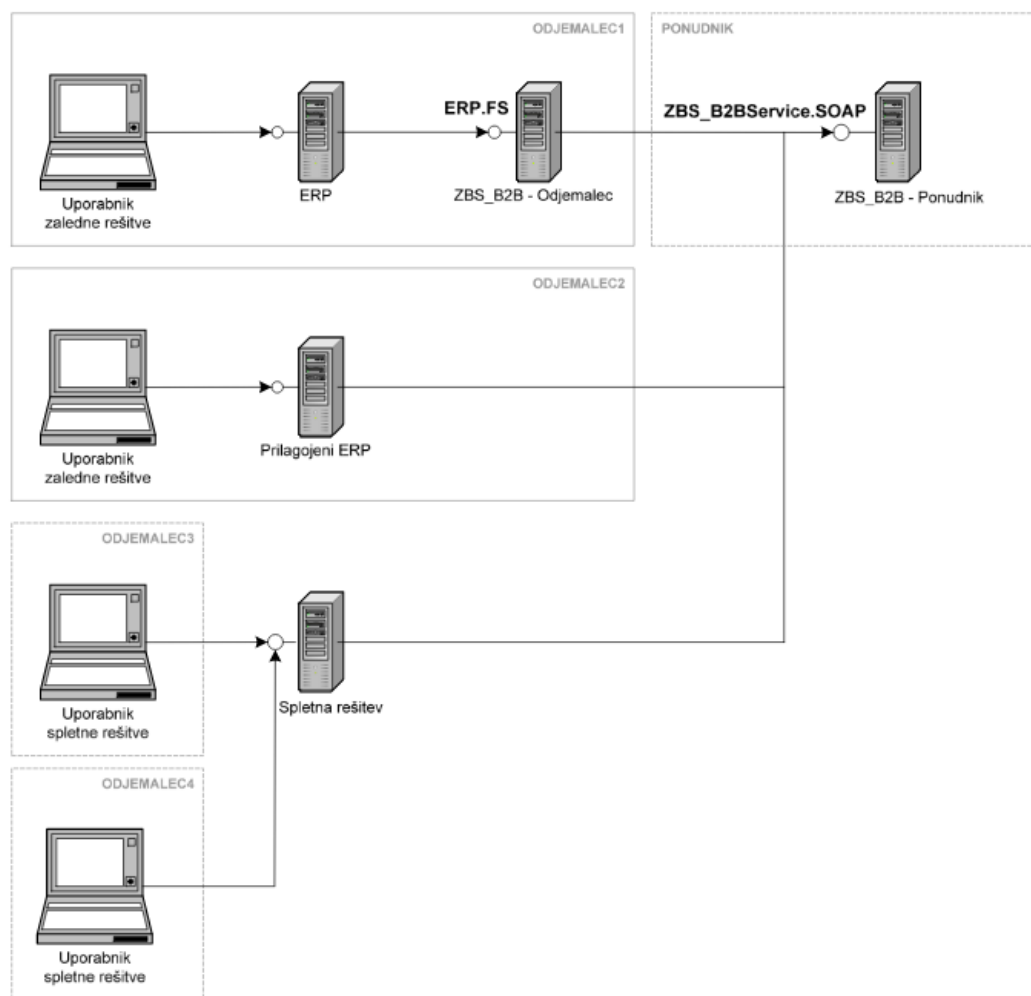 ODJEMALEC1
PONUDNIK
ERP.FS
ZBS_B2BService.SOAP
Uporabnik
zaledne rešitve
ERP
ZBS_B2B - Odjemalec
ZBS_B2B - Ponudnik
ODJEMALEC2
Uporabnik
zaledne rešitve
Prilagojeni ERP
ODJEMALEC3
Uporabnik
spletne rešitve
Spletna rešitev
ODJEMALEC4
Uporabnik
spletne rešitve